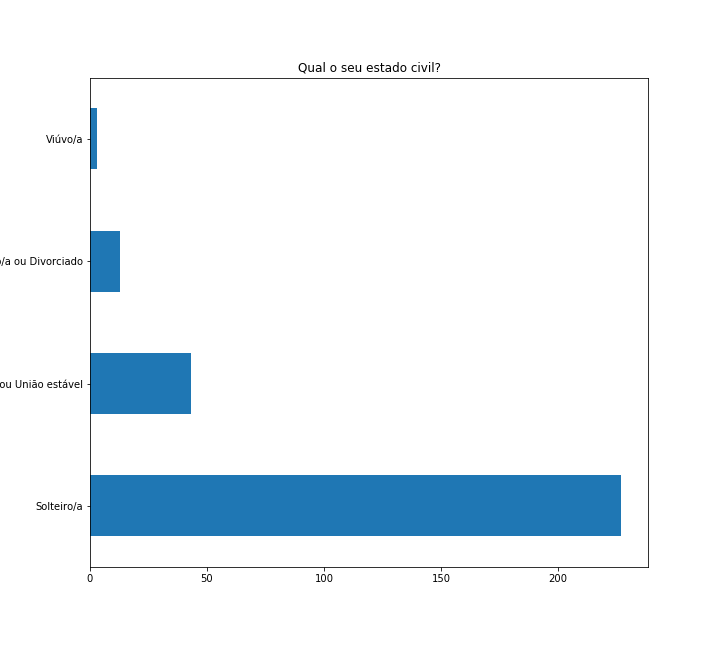 Qual o seu estado civil?
Viúvo/a
/a ou Divorciado
ou União estável
Solteiro/a
0 50 100 150 200